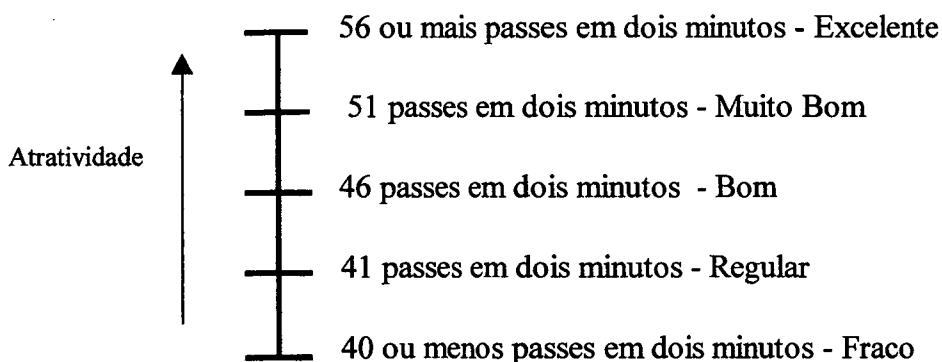 56 ou mais passes em dois minutos - Excelente
51 passes em dois minutos - Muito Bom
Atratividade
46 passes em dois minutos - Bom
41 passes em dois minutos - Regular
40 ou menos passes em dois minutos - Fraco